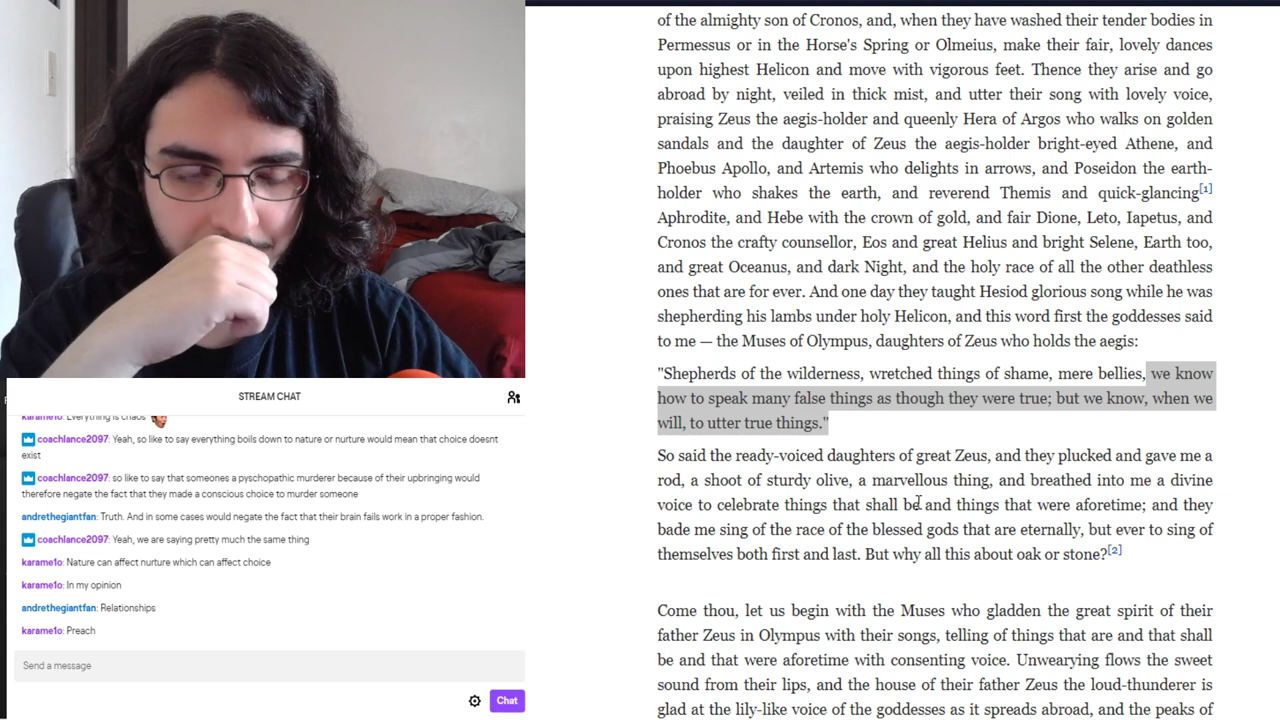 STREAM CHAT
karame1o: Everything is chaos
coachlance2097: Yeah, so like to say everything boils down to nature or nurture would mean that choice doesnt
exist
coachlance2097: so like to say that someones a pyschopathic murderer because of their upbringing would
therefore negate the fact that they made a conscious choice to murder someone
andrethegiantfan: Truth. And in some cases would negate the fact that their brain fails work in a proper fashion.
coachlance2097: Yeah, we are saying pretty much the same thing
karame1o: Nature can affect nurture which can affect choice
karame1o: In my opinion
andrethegiantfan: Relationships
karame1o: Preach
Send a message
Chat
of the almighty son of Cronos, and, when they have washed their tender bodies in
Permessus or in the Horse's Spring or Olmeius, make their fair, lovely dances
upon highest Helicon and move with vigorous feet. Thence they arise and go
abroad by night, veiled in thick mist, and utter their song with lovely voice,
praising Zeus the aegis-holder and queenly Hera of Argos who walks on golden
sandals and the daughter of Zeus the aegis-holder bright-eyed Athene, and
Phoebus Apollo, and Artemis who delights in arrows, and Poseidon the earth-
holder who shakes the earth, and reverend Themis and quick-glancing[1]
Aphrodite, and Hebe with the crown of gold, and fair Dione, Leto, Iapetus, and
Cronos the crafty counsellor, Eos and great Helius and bright Selene, Earth too,
and great Oceanus, and dark Night, and the holy race of all the other deathless
ones that are for ever. And one day they taught Hesiod glorious song while he was
shepherding his lambs under holy Helicon, and this word first the goddesses said
to me — the Muses of Olympus, daughters of Zeus who holds the aegis:
"Shepherds of the wilderness, wretched things of shame, mere bellies, we know
how to speak many false things as though they were true; but we know, when we
will, to utter true things."
So said the ready-voiced daughters of great Zeus, and they plucked and gave me a
rod, a shoot of sturdy olive, a marvellous thing, and breathed into me a divine
voice to celebrate things that shall be and things that were aforetime; and they
bade me sing of the race of the blessed gods that are eternally, but ever to sing of
themselves both first and last. But why all this about oak or stone?[2]
Come thou, let us begin with the Muses who gladden the great spirit of their
father Zeus in Olympus with their songs, telling of things that are and that shall
be and that were aforetime with consenting voice. Unwearying flows the sweet
sound from their lips, and the house of their father Zeus the loud-thunderer is
glad at the lily-like voice of the goddesses as it spreads abroad, and the peaks of